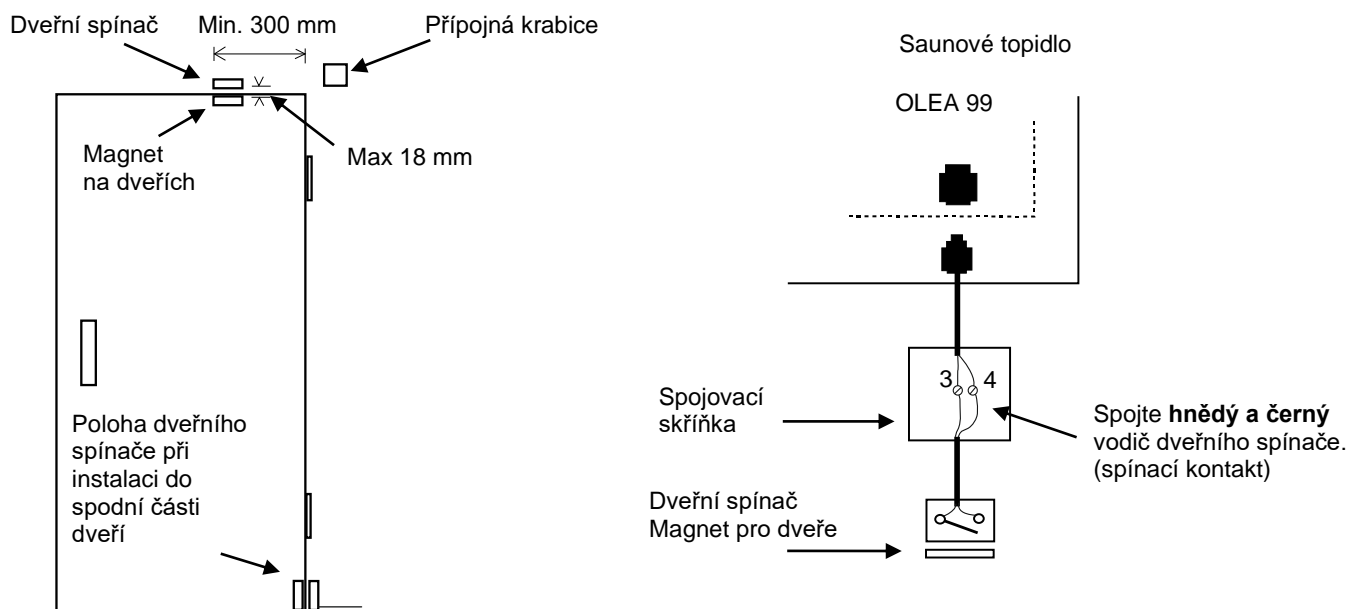 Dveřní spínač
Min. 300 mm
Přípojná krabice
Magnet
na dveřích
Max 18 mm
Poloha dveřního
spínače při
instalaci do
spodní části
dveří
Saunové topidlo
OLEA 99
3 4
Spojovací
skříňka
Spojte hnědý a černý
vodič dveřního spínače.
(spínací kontakt)
Dveřní spínač
Magnet pro dveře